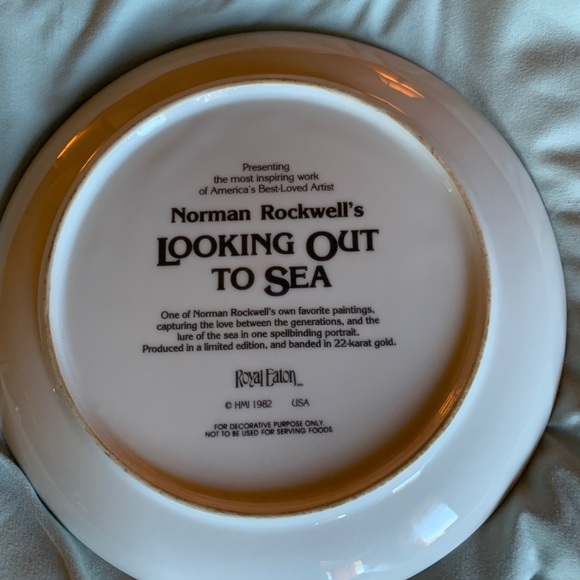 Presenting
the most inspiring work
of America's Best-Loved Artist
Norman Rockwell's
LOOKING OUT
TO SEA
One of Norman Rockwell's own favorite paintings,
capturing the love between the generations, and the
lure of the sea in one spellbinding portrait.
Produced in a limited edition, and banded in 22-karat gold.
Royal Eaton
© HMI 1982 USA
FOR DECORATIVE PURPOSE ONLY.
NOT TO BE USED FOR SERVING FOODS.